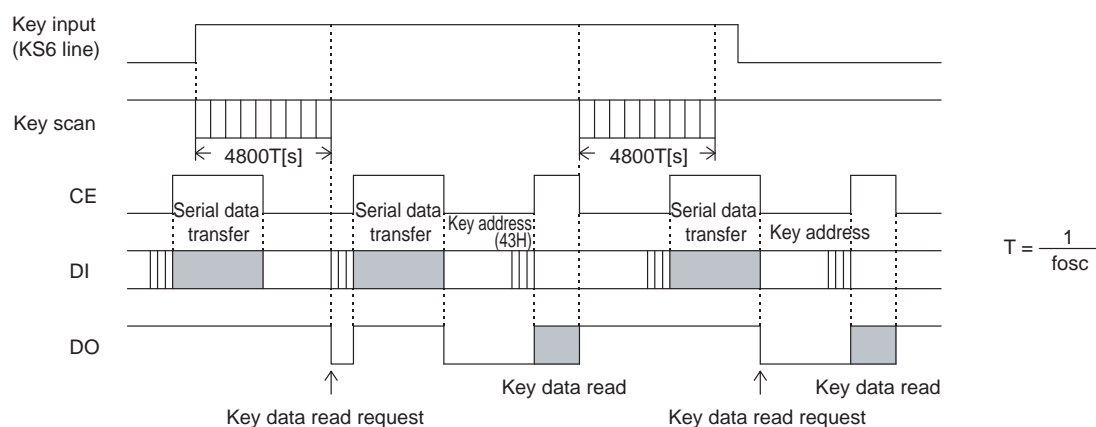 Key input
(KS6 line)
Key scan
4800T[s]
4800T[s]
CE
Serial data
transfer
Serial data
transfer
Key address
(43H)
Serial data
transfer
Key address
DI
T = 1
fosc
DO
Key data read
Key data read
Key data read request
Key data read request